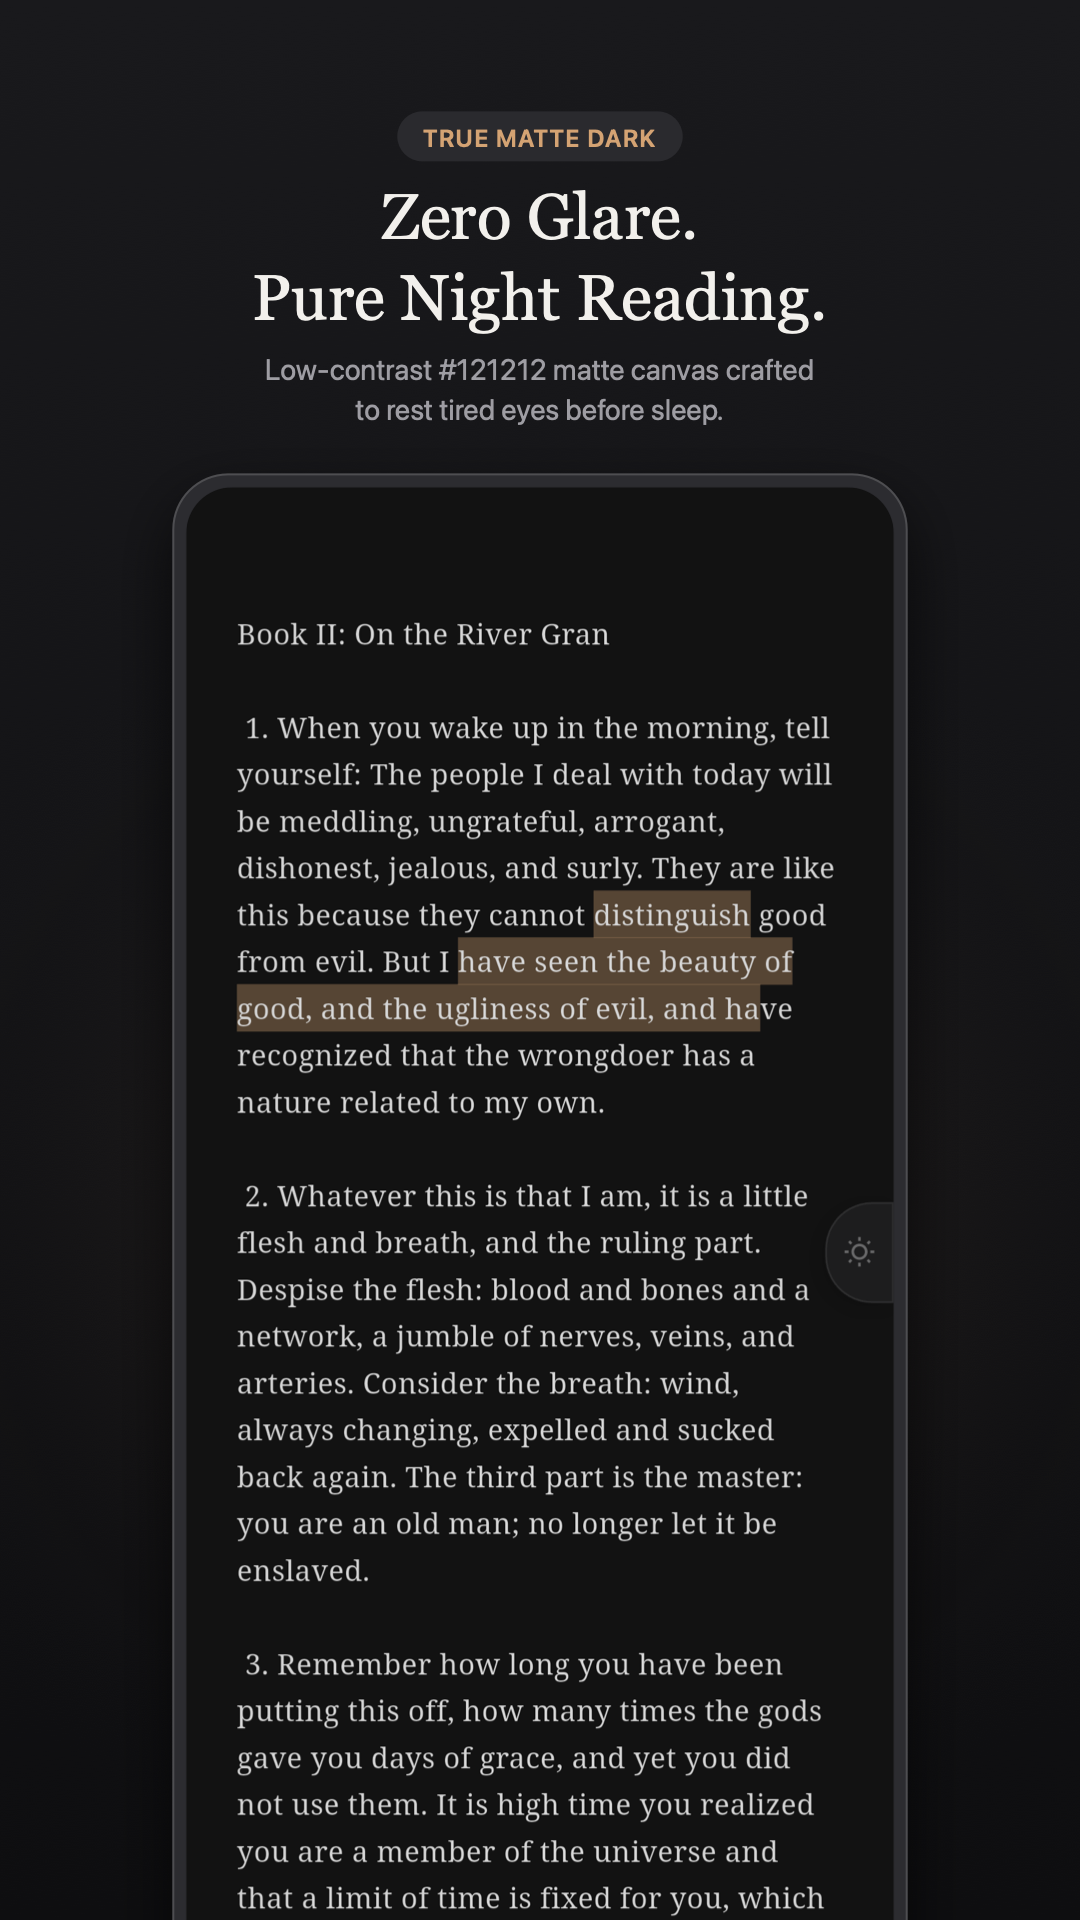 TRUE MATTE DARK
Zero Glare.
Pure Night Reading.
Low-contrast #121212 matte canvas crafted
to rest tired eyes before sleep.
Book II: On the River Gran
1. When you wake up in the morning, tell
yourself: The people I deal with today will
be meddling, ungrateful, arrogant,
dishonest, jealous, and surly. They are like
this because they cannot distinguish good
from evil. But I have seen the beauty of
good, and the ugliness of evil, and have
recognized that the wrongdoer has a
nature related to my own.
2. Whatever this is that I am, it is a little
flesh and breath, and the ruling part.
Despise the flesh: blood and bones and a
network, a jumble of nerves, veins, and
arteries. Consider the breath: wind,
always changing, expelled and sucked
back again. The third part is the master:
you are an old man; no longer let it be
enslaved.
3. Remember how long you have been
putting this off, how many times the gods
gave you days of grace, and yet you did
not use them. It is high time you realized
you are a member of the universe and
that a limit of time is fixed for you, which